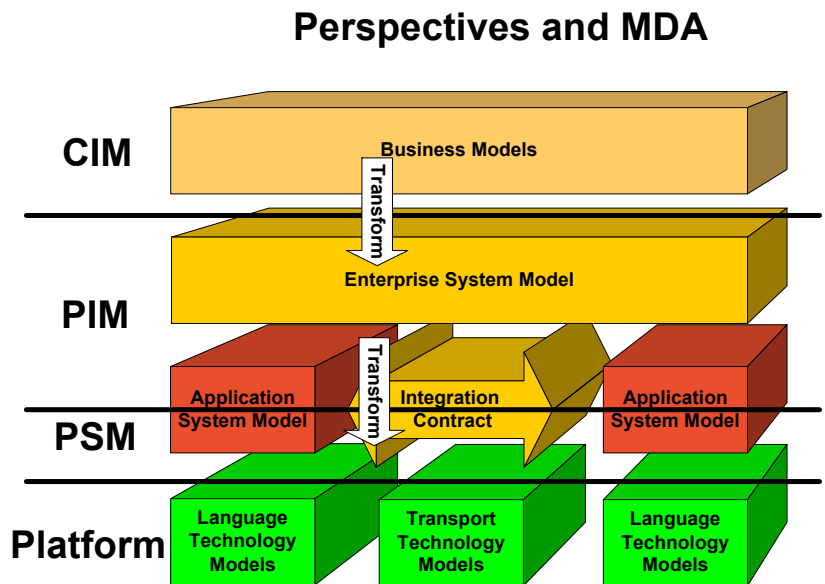 Perspectives and MDA
CIM
Business Models
Transform
Enterprise System Model
PIM
Transform
Application
System Model
Integration
Contract
Application
System Model
PSM
Language
Technology
Models
Transport
Technology
Models
Language
Technology
Models
Platform